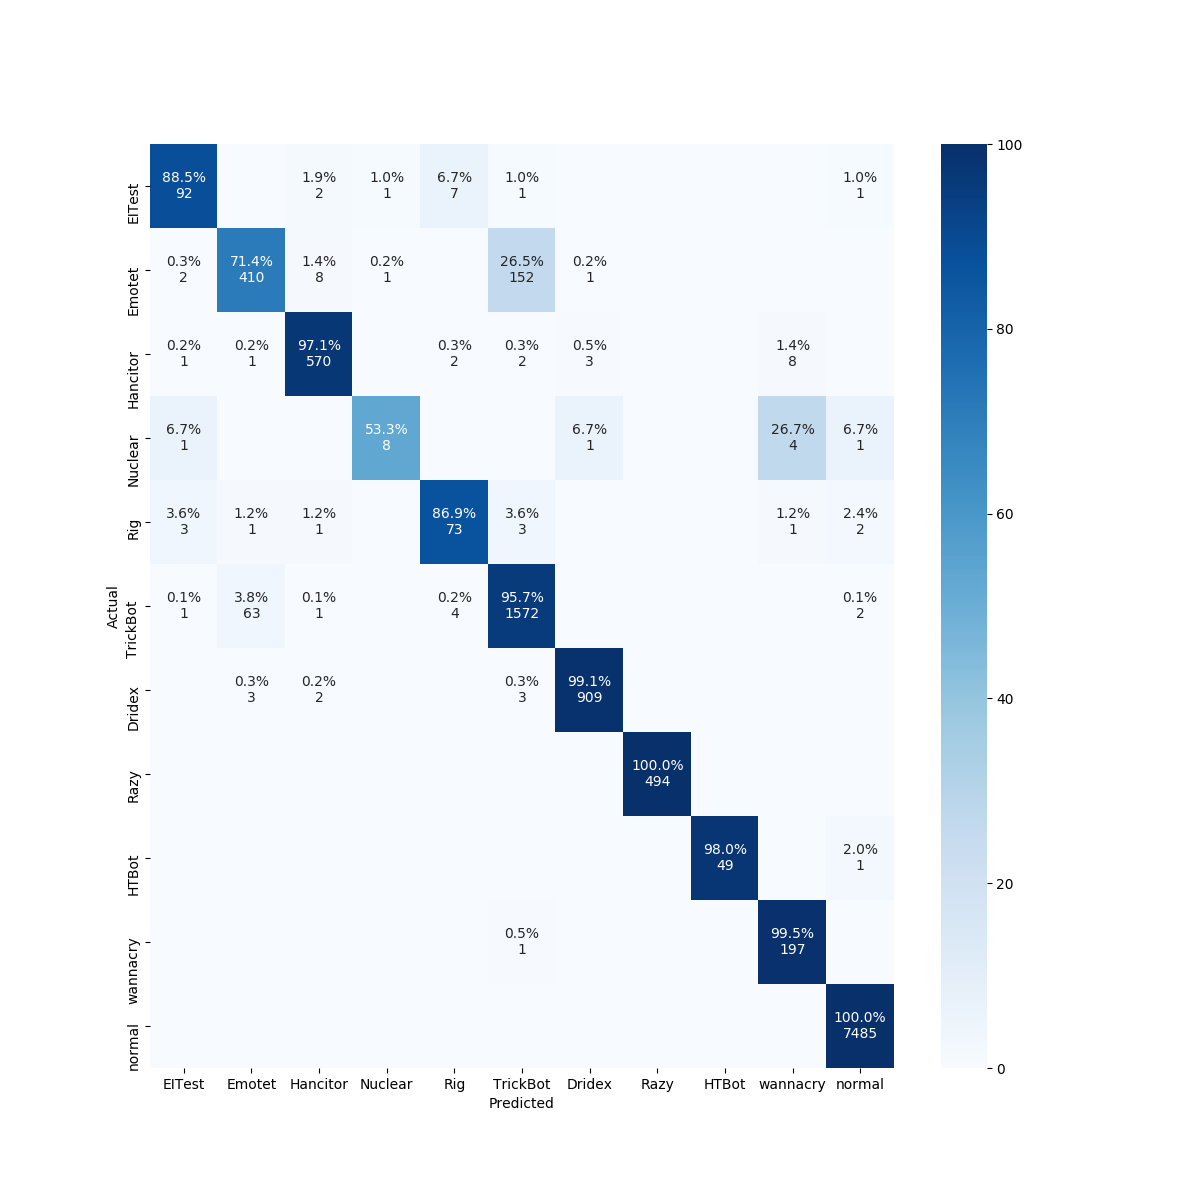 88.5% 1.9% 1.0% 6.7% 1.0% 1.0%
EITest 92 2 1 7 1 1
0.3% 71.4% 1.4% 0.2% 26.5% 0.2%
Emotet 2 410 8 1 152 1
0.2% 0.2% 97.1% 0.3% 0.3% 0.5% 1.4%
Hancitor 1 1 570 2 2 3 8
6.7% 53.3% 6.7% 26.7% 6.7%
Nuclear 1 8 1 4 1
3.6% 1.2% 1.2% 86.9% 3.6% 1.2% 2.4%
Rig 3 1 1 73 3 1 2
Actual
0.1% 3.8% 0.1% 0.2% 95.7% 0.1%
TrickBot 1 63 1 4 1572 2
0.3% 0.2% 0.3% 99.1%
Dridex 3 2 3 909
100.0%
Razy 494
98.0% 2.0%
HTBot 49 1
0.5% 99.5%
wannacry 1 197
100.0%
normal 7485
EITest Emotet Hancitor Nuclear Rig TrickBot Dridex Razy HTBot wannacry normal
Predicted
100
80
60
40
20
0